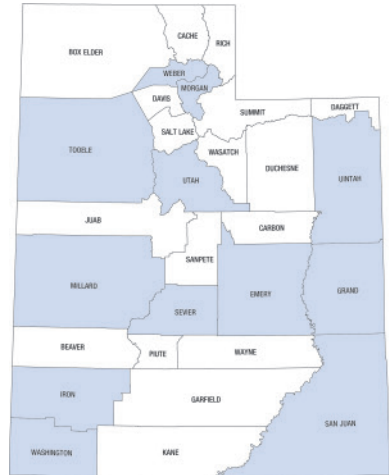 CACHE
RICH
BOX ELDER
WEBER
MORGAN
DAVIS
SUMMIT
DAGGETT
SALT LAKE
TOOELE
WASATCH
DUCHESNE
UINTAH
UTAH
JUAB
CARBON
SANPETE
MILLARD
EMERY
GRAND
SEVIER
BEAVER
PIUTE
WAYNE
IRON
GARFIELD
SAN JUAN
WASHINGTON
KANE